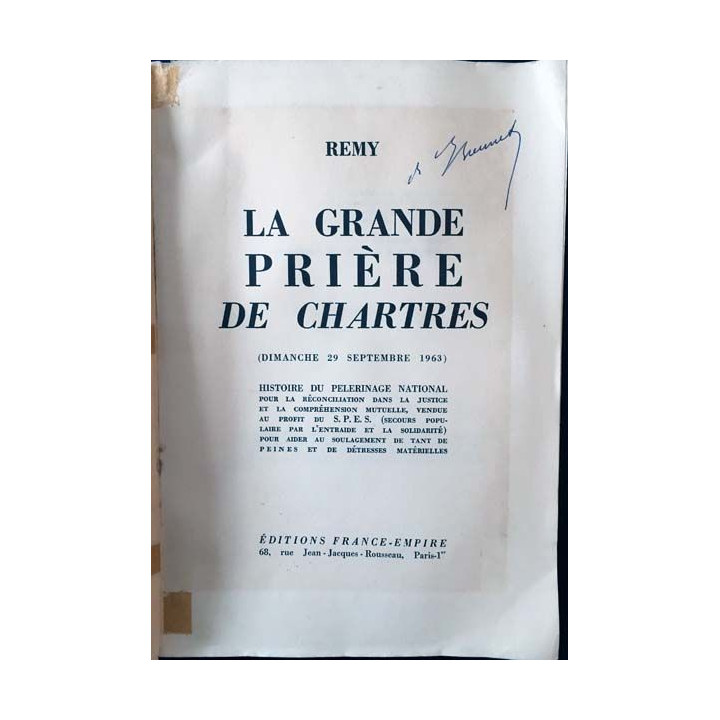 REMY
LA GRANDE
PRIÈRE
DE CHARTRES
(DIMANCHE 29 SEPTEMBRE 1963)
HISTOIRE DU PELERINAGE NATIONAL
POUR LA RÉCONCILIATION DANS LA JUSTICE
ET LA COMPRÉHENSION MUTUELLE, VENDUE
AU PROFIT DU S.P.E.S. (SECOURS POPU-
LAIRE PAR L'ENTRAIDE ET LA SOLIDARITÉ)
POUR AIDER AU SOULAGEMENT DE TANT DE
PEINES ET DE DÉTRESSES MATÉRIELLES
ÉDITIONS FRANCE-EMPIRE
68, rue Jean-Jacques-Rousseau, Paris-1er